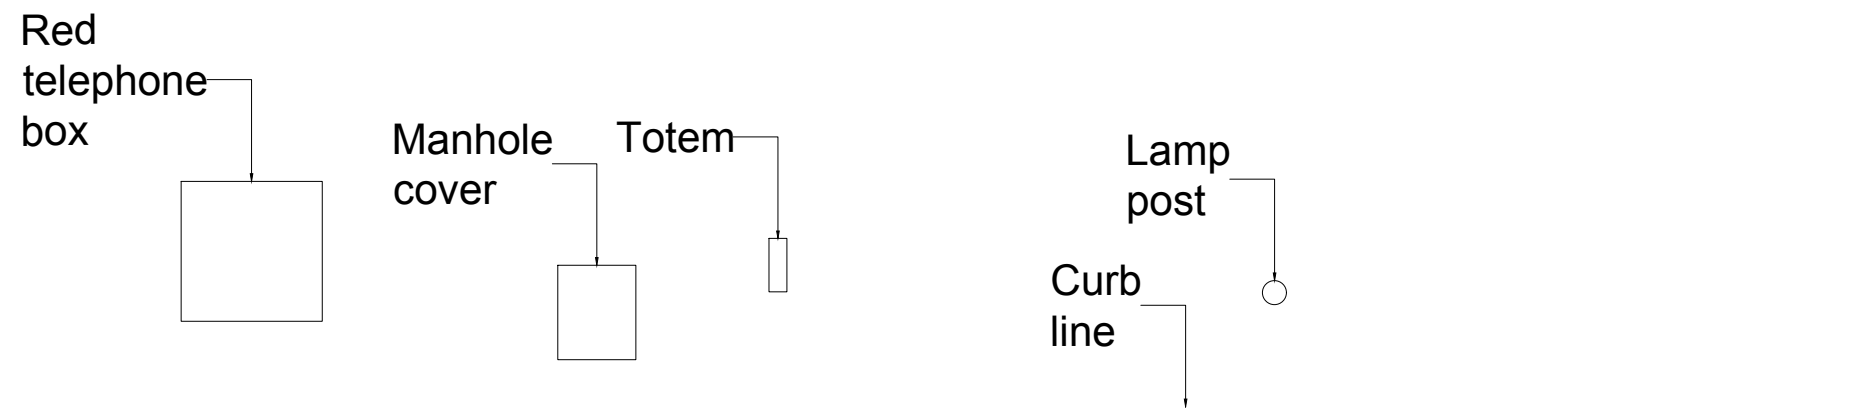 Red
telephone
box
Manhole
cover
Totem
Lamp
post
Curb
line